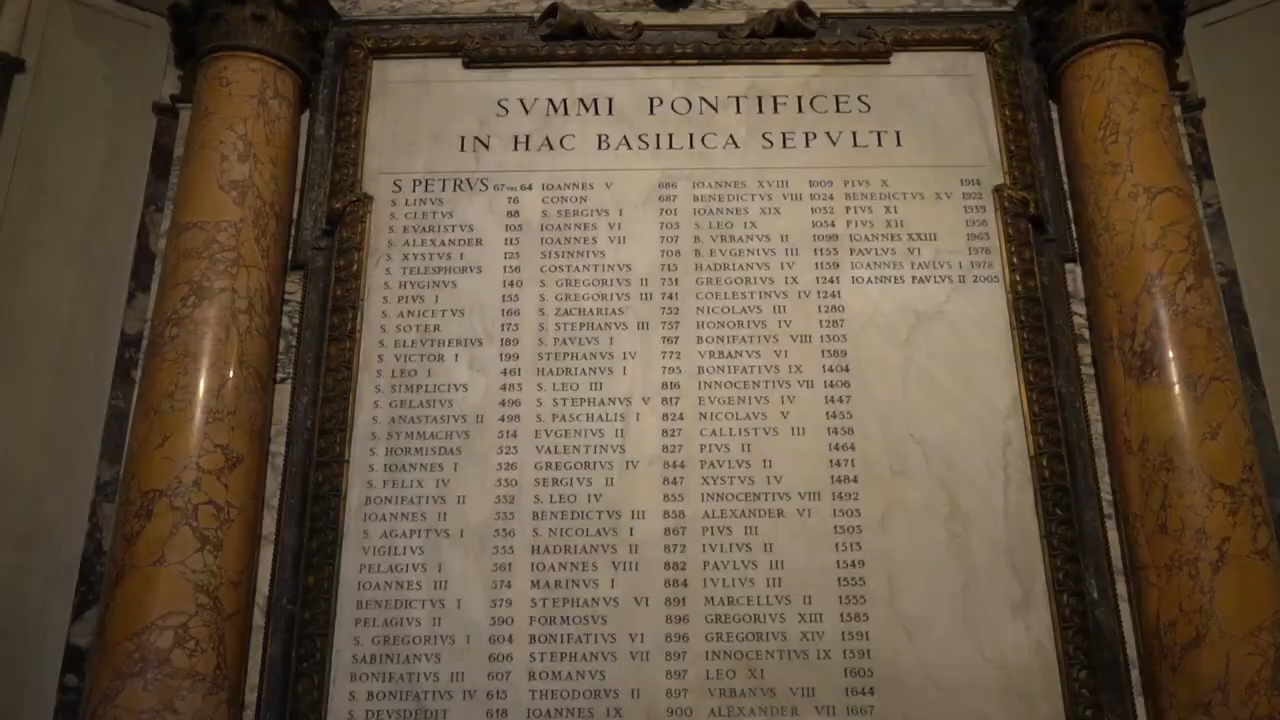 SVMMI PONTIFICES
IN HAC BASILICA SEPVLTI
S PETRVS 67 vel 64 IOANNES V 686 IOANNES XVIII 1009 PIVS X 1914
S. LINVS 76 CONON 687 BENEDICTVS VIII 1024 BENEDICTVS XV 1922
S. CLETVS 88 S. SERGIVS I 701 IOANNES XIX 1032 PIVS XI 1939
S. EVARISTVS 105 IOANNES VI 705 S. LEO IX 1054 PIVS XII 1958
S. ALEXANDER 115 IOANNES VII 707 B. VRBANVS II 1099 IOANNES XXIII 1963
S. XYSTVS I 125 SISINNIVS 708 B. EVGENIVS III 1153 PAVLVS VI 1978
S. TELESPHORVS 136 COSTANTINVS 715 HADRIANVS IV 1159 IOANNES PAVLVS I 1978
S. HYGINVS 140 S. GREGORIVS II 731 GREGORIVS IX 1241 IOANNES PAVLVS II 2005
S. PIVS I 155 S. GREGORIVS III 741 COELESTINVS IV 1241
S. ANICETVS 166 S. ZACHARIAS 752 NICOLAVS III 1280
S. SOTER 175 S. STEPHANVS III 757 HONORIVS IV 1287
S. ELEVTHERIVS 189 S. PAVLVS I 767 BONIFATIVS VIII 1303
S. VICTOR I 199 STEPHANVS IV 772 VRBANVS VI 1389
S. LEO I 461 HADRIANVS I 795 BONIFATIVS IX 1404
S. SIMPLICIVS 483 S. LEO III 816 INNOCENTIVS VII 1406
S. GELASIVS 496 S. STEPHANVS V 817 EVGENIVS IV 1447
S. ANASTASIVS II 498 S. PASCHALIS I 824 NICOLAVS V 1455
S. SYMMACHVS 514 EVGENIVS II 827 CALLISTVS III 1458
S. HORMISDAS 523 VALENTINVS 827 PIVS II 1464
S. IOANNES I 526 GREGORIVS IV 844 PAVLVS II 1471
S. FELIX IV 530 SERGIVS II 847 XYSTVS IV 1484
BONIFATIVS II 532 S. LEO IV 855 INNOCENTIVS VIII 1492
IOANNES II 535 BENEDICTVS III 858 ALEXANDER VI 1503
S. AGAPITVS I 536 S. NICOLAVS I 867 PIVS III 1503
VIGILIVS 555 HADRIANVS II 872 IVLIVS II 1513
PELAGIVS I 561 IOANNES VIII 882 PAVLVS III 1549
IOANNES III 574 MARINVS I 884 IVLIVS III 1555
BENEDICTVS I 579 STEPHANVS VI 891 MARCELLVS II 1555
PELAGIVS II 590 FORMOSVS 896 GREGORIVS XIII 1585
S. GREGORIVS I 604 BONIFATIVS VI 896 GREGORIVS XIV 1591
SABINIANVS 606 STEPHANVS VII 897 INNOCENTIVS IX 1591
BONIFATIVS III 607 ROMANVS 897 LEO XI 1605
S. BONIFATIVS IV 615 THEODORVS II 897 VRBANVS VIII 1644
S. DEVSDEDIT 618 IOANNES IX 900 ALEXANDER VII 1667